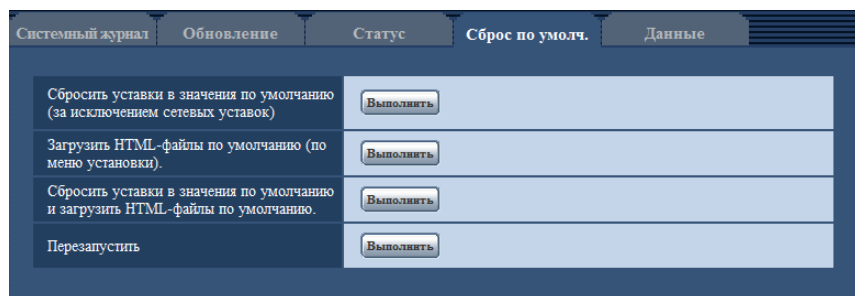 Системный журнал Обновление Статус Сброс по умолч. Данные
Сбросить уставки в значения по умолчанию
(за исключением сетевых уставок)
Выполнить
Загрузить HTML-файлы по умолчанию (по
меню установки).
Выполнить
Сбросить уставки в значения по умолчанию
и загрузить HTML-файлы по умолчанию.
Выполнить
Перезапустить
Выполнить